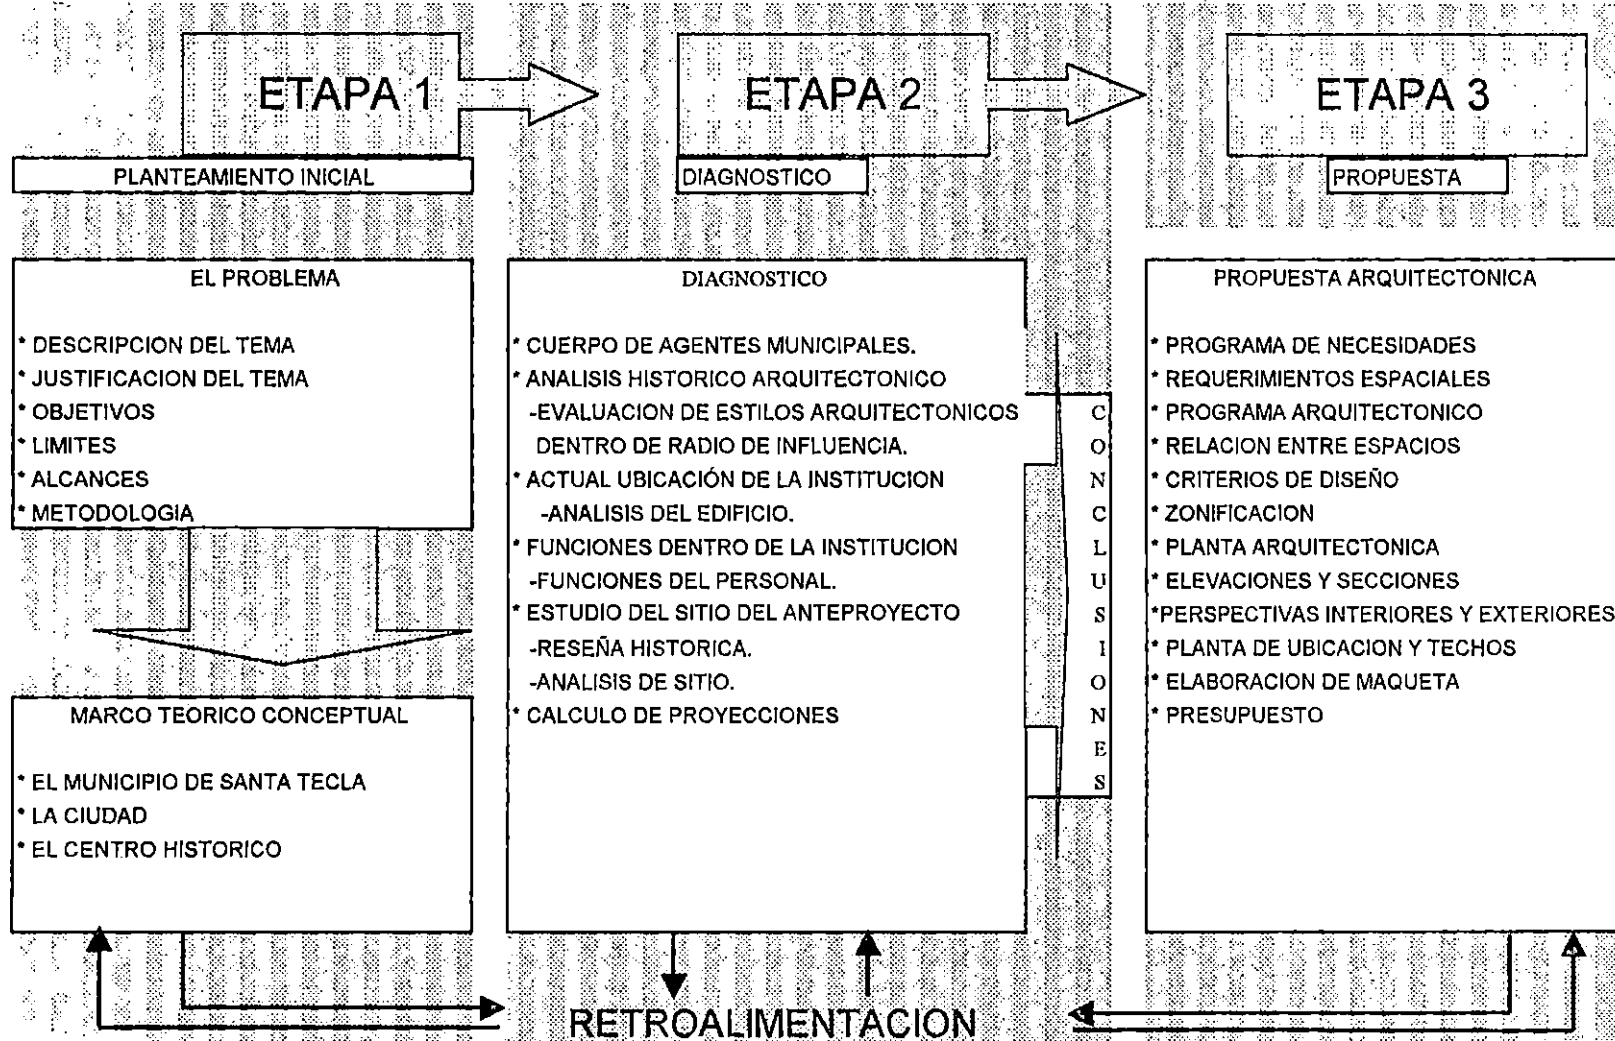 ETAPA 1
PLANTEAMIENTO INICIAL
EL PROBLEMA
* DESCRIPCION DEL TEMA
* JUSTIFICACION DEL TEMA
* OBJETIVOS
* LIMITES
* ALCANCES
* METODOLOGIA
MARCO TEORICO CONCEPTUAL
* EL MUNICIPIO DE SANTA TECLA
* LA CIUDAD
* EL CENTRO HISTORICO
ETAPA 2
DIAGNOSTICO
DIAGNOSTICO
* CUERPO DE AGENTES MUNICIPALES.
* ANALISIS HISTORICO ARQUITECTONICO
-EVALUACION DE ESTILOS ARQUITECTONICOS
DENTRO DE RADIO DE INFLUENCIA.
* ACTUAL UBICACIÓN DE LA INSTITUCION
-ANALISIS DEL EDIFICIO.
* FUNCIONES DENTRO DE LA INSTITUCION
-FUNCIONES DEL PERSONAL.
* ESTUDIO DEL SITIO DEL ANTEPROYECTO
-RESEÑA HISTORICA.
-ANALISIS DE SITIO.
* CALCULO DE PROYECCIONES
CONCLUSIONES
ETAPA 3
PROPUESTA
PROPUESTA ARQUITECTONICA
* PROGRAMA DE NECESIDADES
* REQUERIMIENTOS ESPACIALES
* PROGRAMA ARQUITECTONICO
* RELACION ENTRE ESPACIOS
* CRITERIOS DE DISEÑO
* ZONIFICACION
* PLANTA ARQUITECTONICA
* ELEVACIONES Y SECCIONES
*PERSPECTIVAS INTERIORES Y EXTERIORES
* PLANTA DE UBICACION Y TECHOS
* ELABORACION DE MAQUETA
* PRESUPUESTO
RETROALIMENTACION